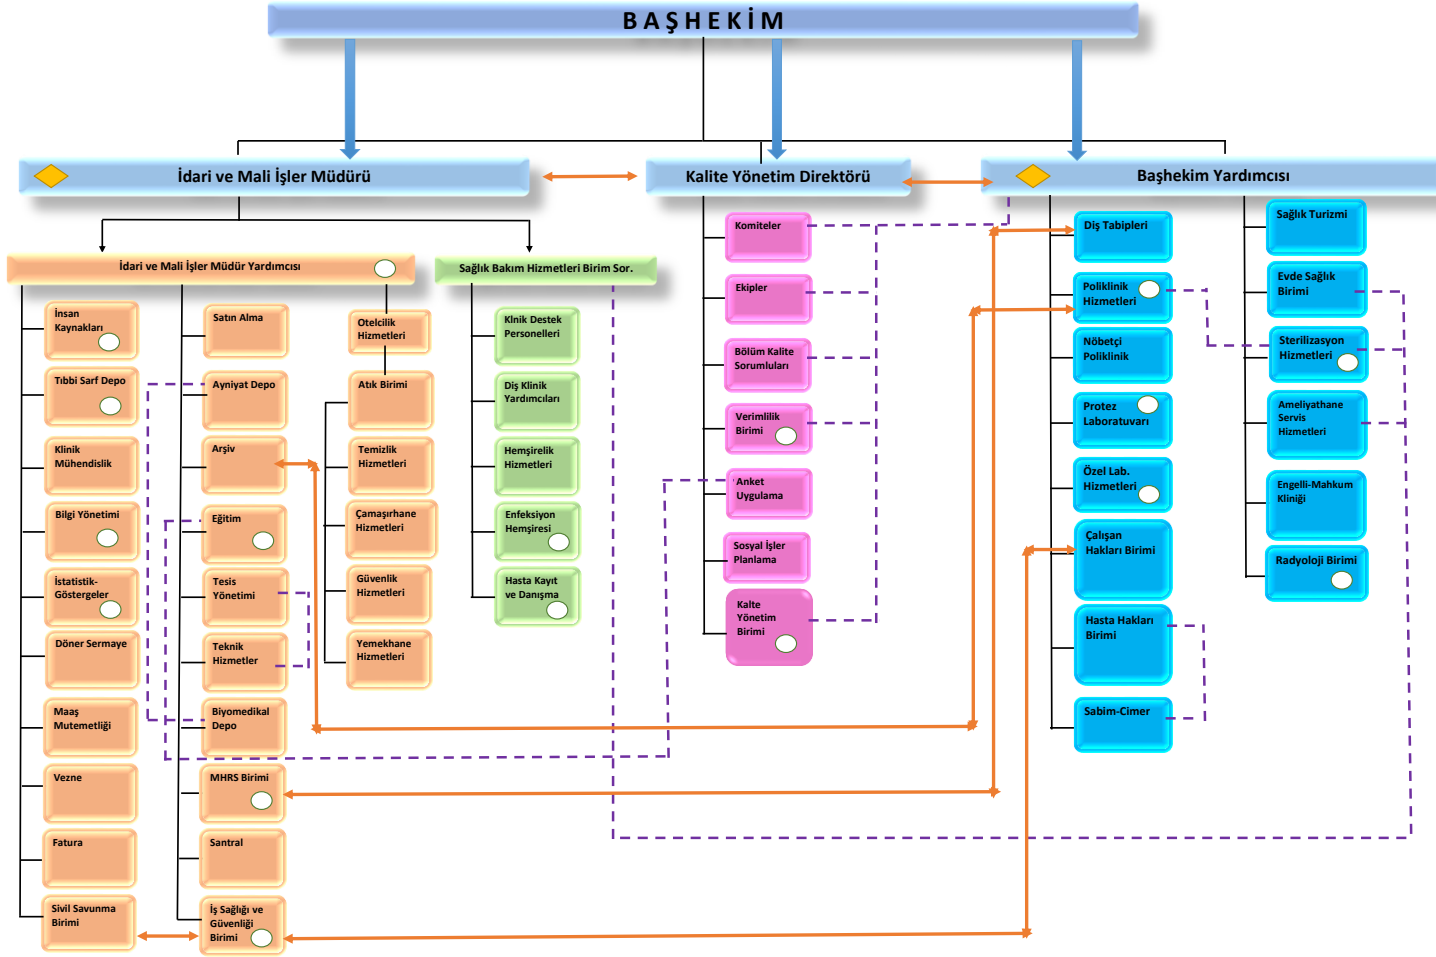 BAŞHEKİM
İdari ve Mali İşler Müdürü
Kalite Yönetim Direktörü
Başhekim Yardımcısı
İdari ve Mali İşler Müdür Yardımcısı
Sağlık Bakım Hizmetleri Birim Sor.
İnsan
Kaynakları
Tıbbi Sarf Depo
Klinik
Mühendislik
Bilgi Yönetimi
İstatistik-
Göstergeler
Döner Sermaye
Maaş
Mutemetliği
Vezne
Fatura
Sivil Savunma
Birimi
Satın Alma
Ayniyat Depo
Arşiv
Eğitim
Tesis
Yönetimi
Teknik
Hizmetler
Biyomedikal
Depo
MHRS Birimi
Santral
İş Sağlığı ve
Güvenliği
Birimi
Otelcilik
Hizmetleri
Atık Birimi
Temizlik
Hizmetleri
Çamaşırhane
Hizmetleri
Güvenlik
Hizmetleri
Yemekhane
Hizmetleri
Klnik Destek
Personelleri
Diş Klinik
Yardımcıları
Hemşirelik
Hizmetleri
Enfeksiyon
Hemşiresi
Hasta Kayıt
ve Danışma
Komiteler
Ekipler
Bölüm Kalite
Sorumluları
Verimlilik
Birimi
Anket
Uygulama
Sosyal İşler
Planlama
Kalte
Yönetim
Birimi
Diş Tabipleri
Poliklinik
Hizmetleri
Nöbetçi
Poliklinik
Protez
Laboratuvarı
Özel Lab.
Hizmetleri
Çalışan
Hakları Birimi
Hasta Hakları
Birimi
Sabim-Cimer
Sağlık Turizmi
Evde Sağlık
Birimi
Sterilizasyon
Hizmetleri
Ameliyathane
Servis
Hizmetleri
Engelli-Mahkum
Kliniği
Radyoloji Birimi